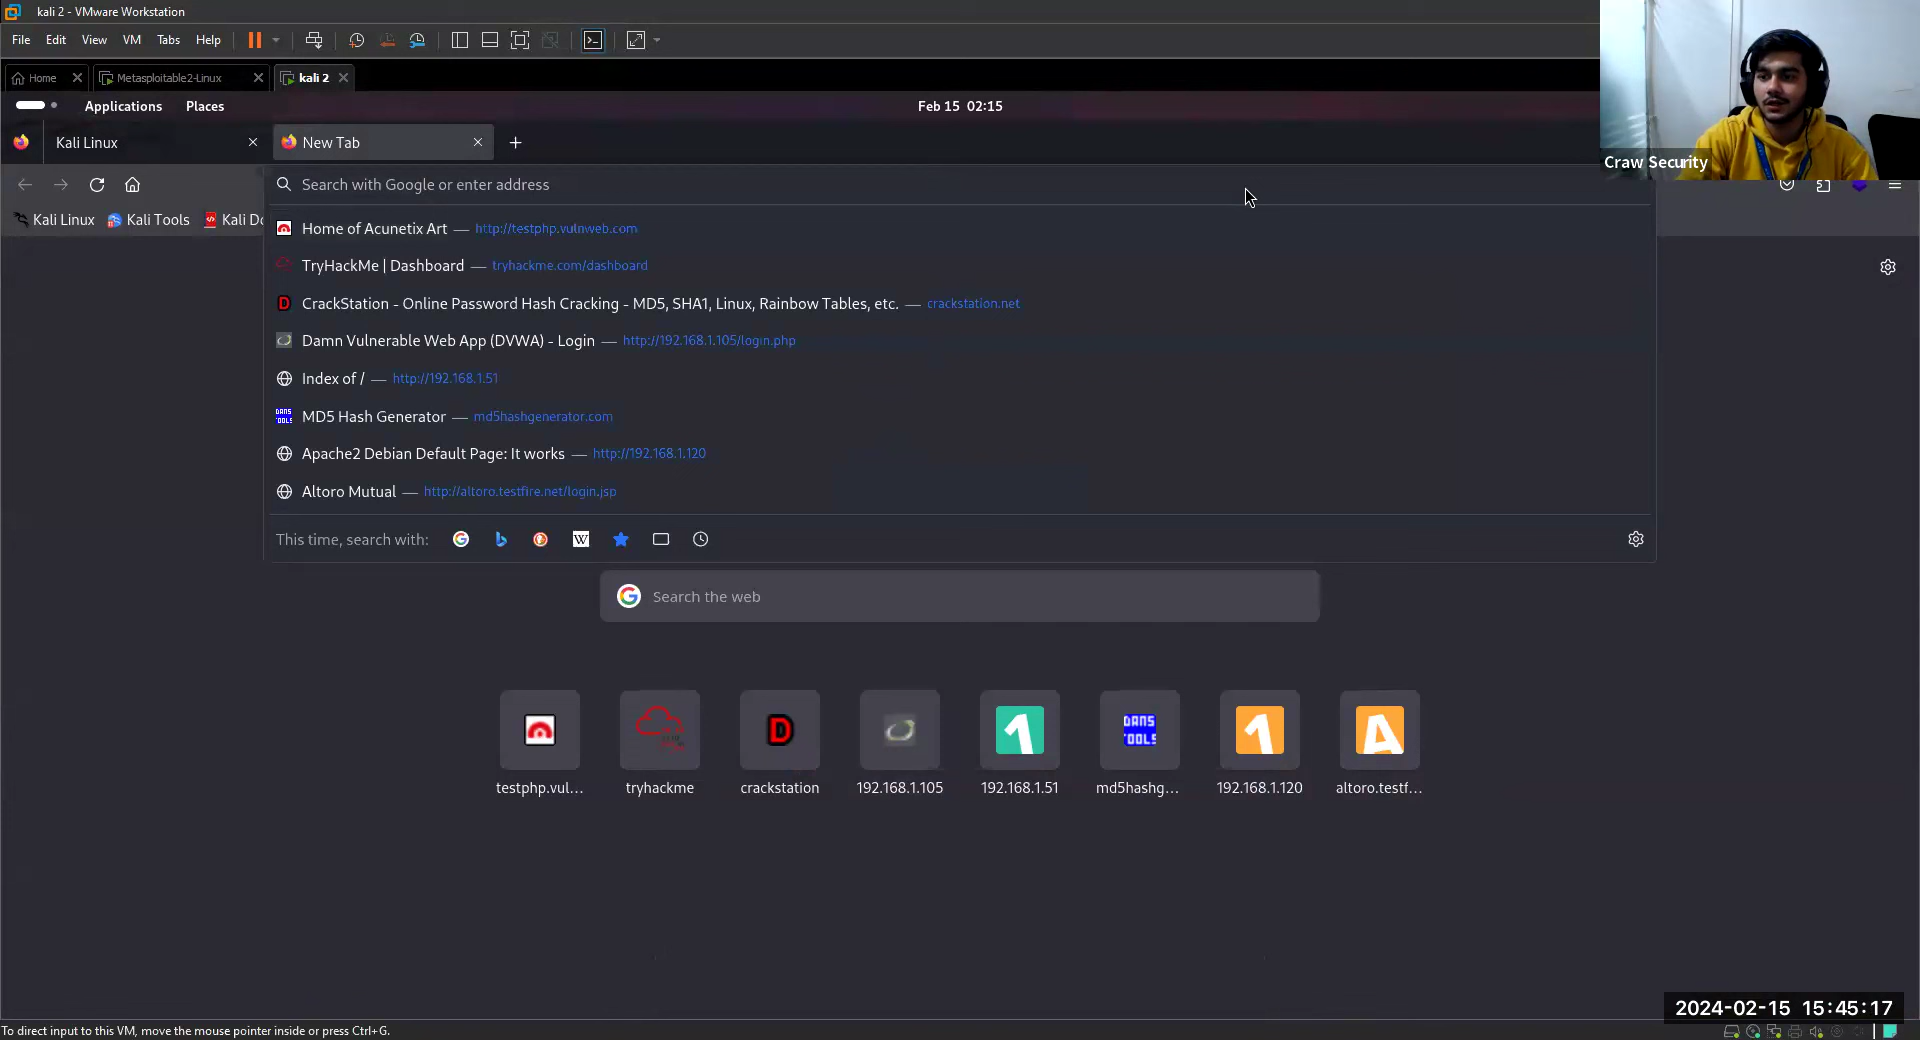 kali 2 - VMware Workstation
File Edit View VM Tabs Help
Home Metasploitable2-Linux kali 2
Applications Places Feb 15 02:15
Kali Linux New Tab
Craw Security
Search with Google or enter address
Kali Linux Kali Tools Kali Do
Home of Acunetix Art — http://testphp.vulnweb.com
TryHackMe | Dashboard — tryhackme.com/dashboard
CrackStation - Online Password Hash Cracking - MD5, SHA1, Linux, Rainbow Tables, etc. — crackstation.net
Damn Vulnerable Web App (DVWA) - Login — http://192.168.1.105/login.php
Index of / — http://192.168.1.51
MD5 Hash Generator — md5hashgenerator.com
Apache2 Debian Default Page: It works — http://192.168.1.120
Altoro Mutual — http://altoro.testfire.net/login.jsp
This time, search with:
Search the web
testphp.vul... tryhackme crackstation 192.168.1.105 192.168.1.51 md5hashg... 192.168.1.120 altoro.testf...
2024-02-15 15:45:17
To direct input to this VM, move the mouse pointer inside or press Ctrl+G.